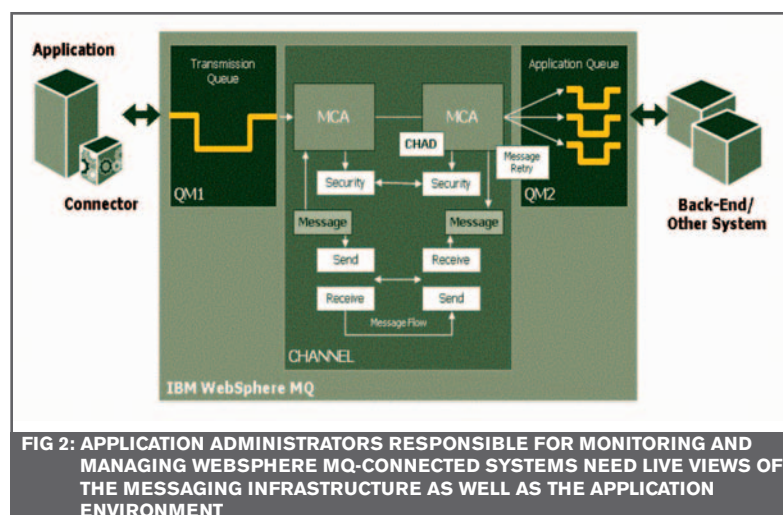 Application
Connector
Transmission
Queue
QM1
MCA
MCA
CHAD
Security
Security
Message
Message
Send
Receive
Receive
Send
Message Flow
CHANNEL
Message
Retry
Application Queue
QM2
Back-End/
Other System
IBM WebSphere MQ
FIG 2: APPLICATION ADMINISTRATORS RESPONSIBLE FOR MONITORING AND
MANAGING WEBSPHERE MQ-CONNECTED SYSTEMS NEED LIVE VIEWS OF
THE MESSAGING INFRASTRUCTURE AS WELL AS THE APPLICATION
ENVIRONMENT